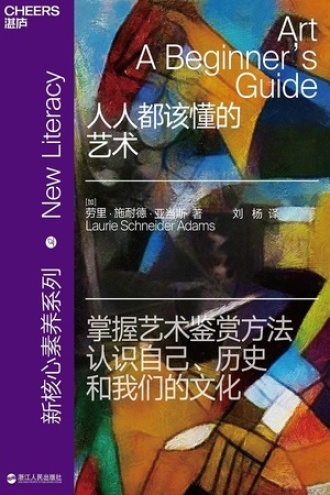 CHEERS
湛庐
New Literacy
新核心素养系列
Art
A Beginner's
Guide
人人都该懂的
艺术
[加]
劳里·施耐德·亚当斯 著
刘 杨 译
Laurie Schneider Adams
掌握艺术鉴赏方法
认识自己、历史
和我们的文化
浙江人民出版社